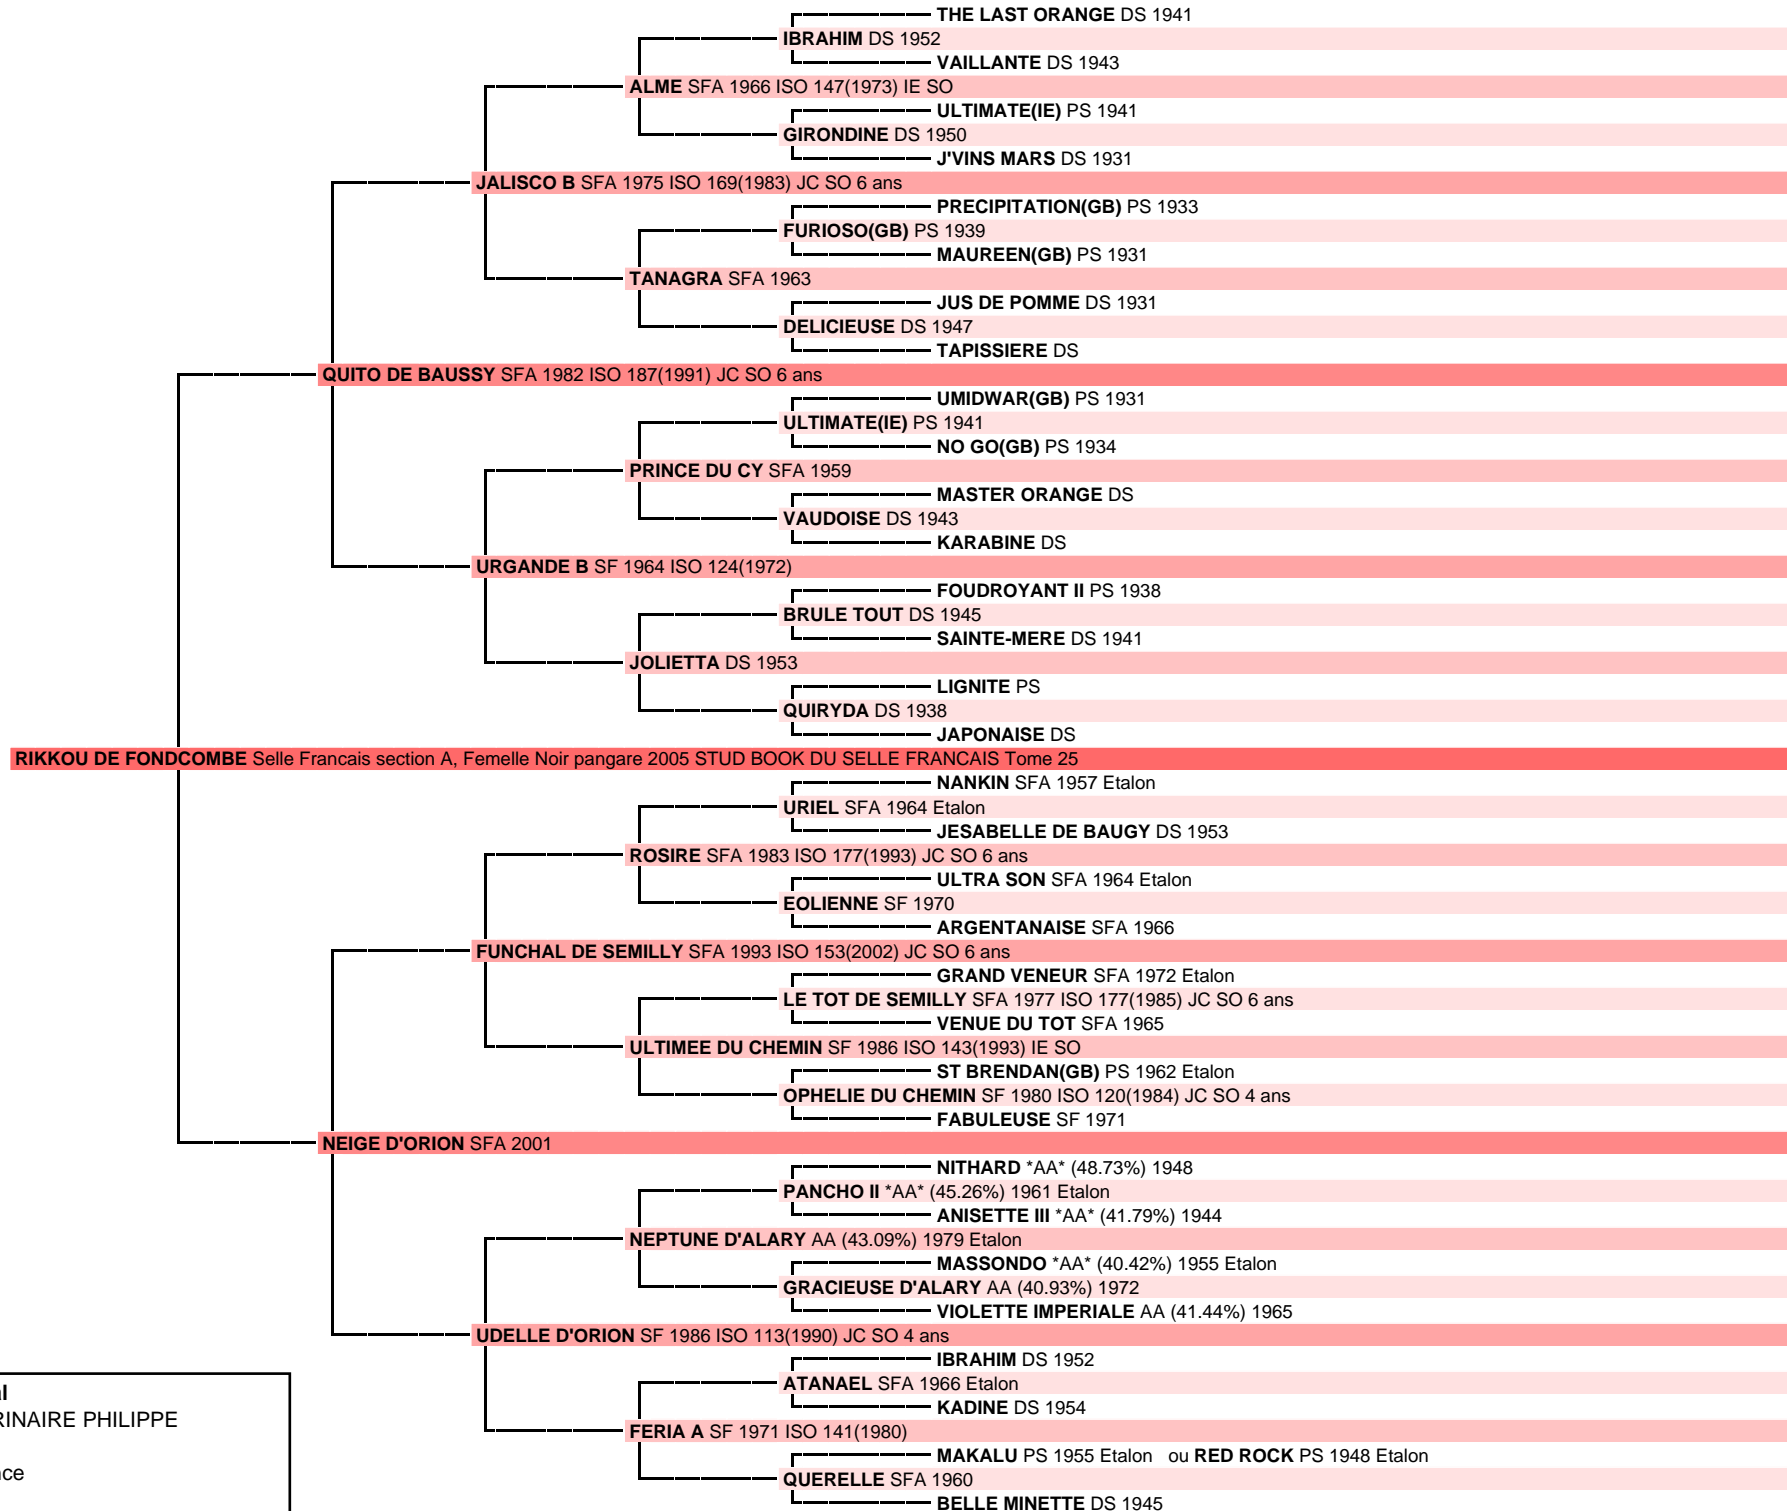 THE LAST ORANGE DS 1941
IBRAHIM DS 1952
VAILLANTE DS 1943
ALME SFA 1966 ISO 147(1973) IE SO
ULTIMATE(IE) PS 1941
GIRONDINE DS 1950
J'VINS MARS DS 1931
JALISCO B SFA 1975 ISO 169(1983) JC SO 6 ans
PRECIPITATION(GB) PS 1933
FURIOSO(GB) PS 1939
MAUREEN(GB) PS 1931
TANAGRA SFA 1963
JUS DE POMME DS 1931
DELICIEUSE DS 1947
TAPISSIERE DS
QUITO DE BAUSSY SFA 1982 ISO 187(1991) JC SO 6 ans
UMIDWAR(GB) PS 1931
ULTIMATE(IE) PS 1941
NO GO(GB) PS 1934
PRINCE DU CY SFA 1959
MASTER ORANGE DS
VAUDOISE DS 1943
KARABINE DS
URGANDE B SF 1964 ISO 124(1972)
FOUDROYANT II PS 1938
BRULE TOUT DS 1945
SAINTE-MERE DS 1941
JOLIETTA DS 1953
LIGNITE PS
QUIRYDA DS 1938
JAPONAISE DS
RIKKOU DE FONDCOMBE Selle Francais section A, Femelle Noir pangare 2005 STUD BOOK DU SELLE FRANCAIS Tome 25
NANKIN SFA 1957 Etalon
URIEL SFA 1964 Etalon
JESABELLE DE BAUGY DS 1953
ROSIRE SFA 1983 ISO 177(1993) JC SO 6 ans
ULTRA SON SFA 1964 Etalon
EOLIENNE SF 1970
ARGENTANAISE SFA 1966
FUNCHAL DE SEMILLY SFA 1993 ISO 153(2002) JC SO 6 ans
GRAND VENEUR SFA 1972 Etalon
LE TOT DE SEMILLY SFA 1977 ISO 177(1985) JC SO 6 ans
VENUE DU TOT SFA 1965
ULTIMEE DU CHEMIN SF 1986 ISO 143(1993) IE SO
ST BRENDAN(GB) PS 1962 Etalon
OPHELIE DU CHEMIN SF 1980 ISO 120(1984) JC SO 4 ans
FABULEUSE SF 1971
NEIGE D'ORION SFA 2001
NITHARD *AA* (48.73%) 1948
PANCHO II *AA* (45.26%) 1961 Etalon
ANISETTE III *AA* (41.79%) 1944
NEPTUNE D'ALARY AA (43.09%) 1979 Etalon
MASSONDO *AA* (40.42%) 1955 Etalon
GRACIEUSE D'ALARY AA (40.93%) 1972
VIOLETTE IMPERIALE AA (41.44%) 1965
UDELLE D'ORION SF 1986 ISO 113(1990) JC SO 4 ans
IBRAHIM DS 1952
ATANAEL SFA 1966 Etalon
KADINE DS 1954
FERIA A SF 1971 ISO 141(1980)
MAKALU PS 1955 Etalon ou RED ROCK PS 1948 Etalon
QUERELLE SFA 1960
BELLE MINETTE DS 1945
PHILIPPE